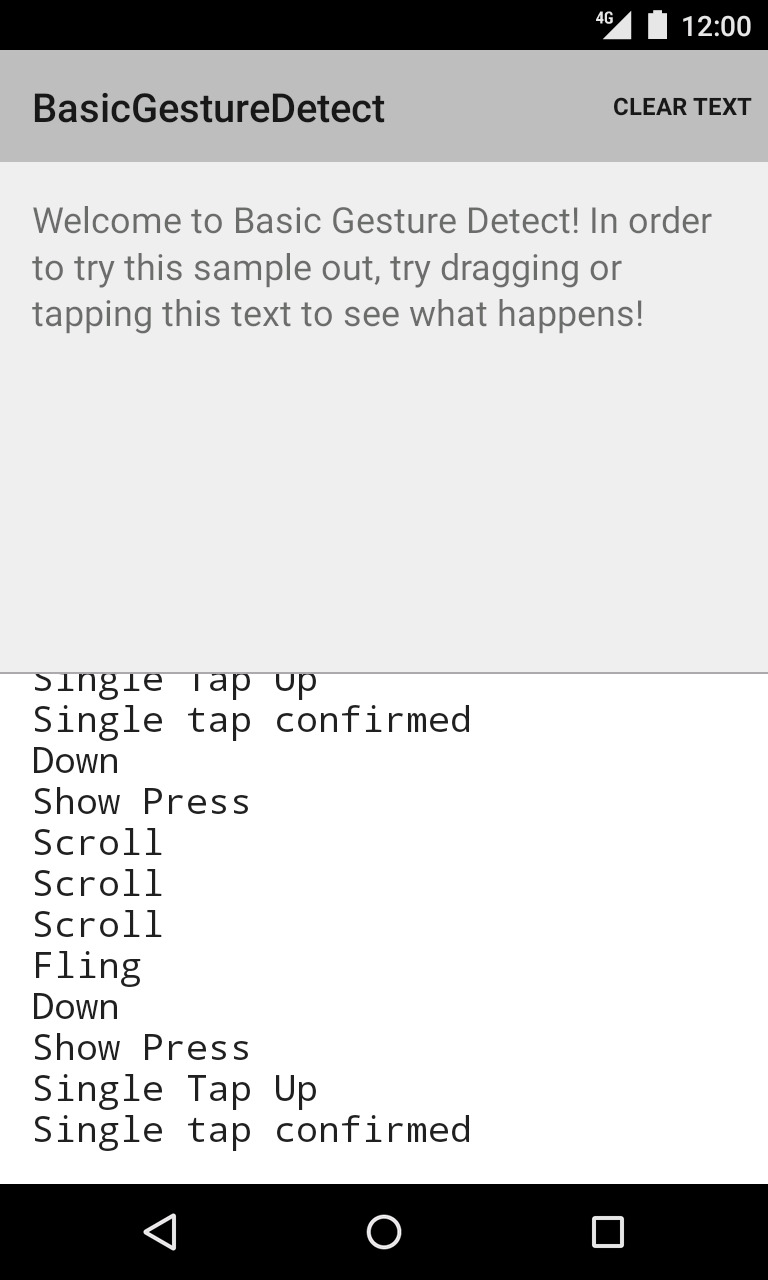 4G 12:00
BasicGestureDetect CLEAR TEXT
Welcome to Basic Gesture Detect! In order
to try this sample out, try dragging or
tapping this text to see what happens!
Single Tap Up
Single tap confirmed
Down
Show Press
Scroll
Scroll
Scroll
Fling
Down
Show Press
Single Tap Up
Single tap confirmed